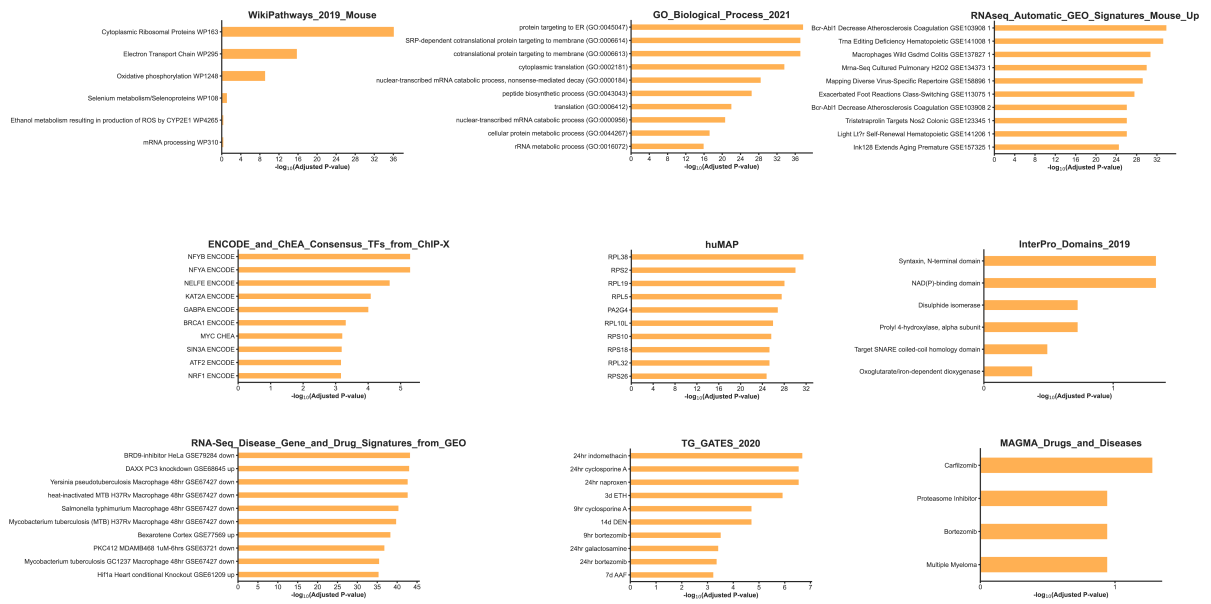 WikiPathways_2019_Mouse
Cytoplasmic Ribosomal Proteins WP163
Electron Transport Chain WP295
Oxidative phosphorylation WP1248
Selenium metabolism/Selenoproteins WP108
Ethanol metabolism resulting in production of ROS by CYP2E1 WP4265
mRNA processing WP310
0 4 8 12 16 20 24 28 32 36
-log₁₀(Adjusted P-value)
GO_Biological_Process_2021
protein targeting to ER (GO:0045047)
SRP-dependent cotranslational protein targeting to membrane (GO:0006614)
cotranslational protein targeting to membrane (GO:0006613)
cytoplasmic translation (GO:0002181)
nuclear-transcribed mRNA catabolic process, nonsense-mediated decay (GO:0000184)
peptide biosynthetic process (GO:0043043)
translation (GO:0006412)
nuclear-transcribed mRNA catabolic process (GO:0000956)
cellular protein metabolic process (GO:0044267)
rRNA metabolic process (GO:0016072)
0 4 8 12 16 20 24 28 32 36
-log₁₀(Adjusted P-value)
RNAseq_Automatic_GEO_Signatures_Mouse_Up
Bcr-Abl1 Decrease Atherosclerosis Coagulation GSE103908 1
Trna Editing Deficiency Hematopoietic GSE141008 1
Macrophages Wild Gsdmd Colitis GSE137827 1
Mrna-Seq Cultured Pulmonary H2O2 GSE134373 1
Mapping Diverse Virus-Specific Repertoire GSE158896 1
Exacerbated Foot Reactions Class-Switching GSE113075 1
Bcr-Abl1 Decrease Atherosclerosis Coagulation GSE103908 2
Tristetraprolin Targets Nos2 Colonic GSE123345 1
Light Lt?r Self-Renewal Hematopoietic GSE141206 1
Ink128 Extends Aging Premature GSE157325 1
0 4 8 12 16 20 24 28 32
-log₁₀(Adjusted P-value)
ENCODE_and_ChEA_Consensus_TFs_from_ChIP-X
NFYB ENCODE
NFYA ENCODE
NELFE ENCODE
KAT2A ENCODE
GABPA ENCODE
BRCA1 ENCODE
MYC CHEA
SIN3A ENCODE
ATF2 ENCODE
NRF1 ENCODE
0 1 2 3 4 5
-log₁₀(Adjusted P-value)
huMAP
RPL38
RPS2
RPL19
RPL5
PA2G4
RPL10L
RPS10
RPS18
RPL32
RPS26
0 4 8 12 16 20 24 28 32
-log₁₀(Adjusted P-value)
InterPro_Domains_2019
Syntaxin, N-terminal domain
NAD(P)-binding domain
Disulphide isomerase
Prolyl 4-hydroxylase, alpha subunit
Target SNARE coiled-coil homology domain
Oxoglutarate/iron-dependent dioxygenase
0 1
-log₁₀(Adjusted P-value)
RNA-Seq_Disease_Gene_and_Drug_Signatures_from_GEO
BRD9-inhibitor HeLa GSE79284 down
DAXX PC3 knockdown GSE68645 up
Yersinia pseudotuberculosis Macrophage 48hr GSE67427 down
heat-inactivated MTB H37Rv Macrophage 48hr GSE67427 down
Salmonella typhimurium Macrophage 48hr GSE67427 down
Mycobacterium tuberculosis (MTB) H37Rv Macrophage 48hr GSE67427 down
Bexarotene Cortex GSE77569 up
PKC412 MDAMB468 1uM-6hrs GSE63721 down
Mycobacterium tuberculosis GC1237 Macrophage 48hr GSE67427 down
Hif1a Heart conditional Knockout GSE61209 up
0 5 10 15 20 25 30 35 40 45
-log₁₀(Adjusted P-value)
TG_GATES_2020
24hr indomethacin
24hr cyclosporine A
24hr naproxen
3d ETH
9hr cyclosporine A
14d DEN
9hr bortezomib
24hr galactosamine
24hr bortezomib
7d AAF
0 1 2 3 4 5 6 7
-log₁₀(Adjusted P-value)
MAGMA_Drugs_and_Diseases
Carfilzomib
Proteasome Inhibitor
Bortezomib
Multiple Myeloma
0 1
-log₁₀(Adjusted P-value)